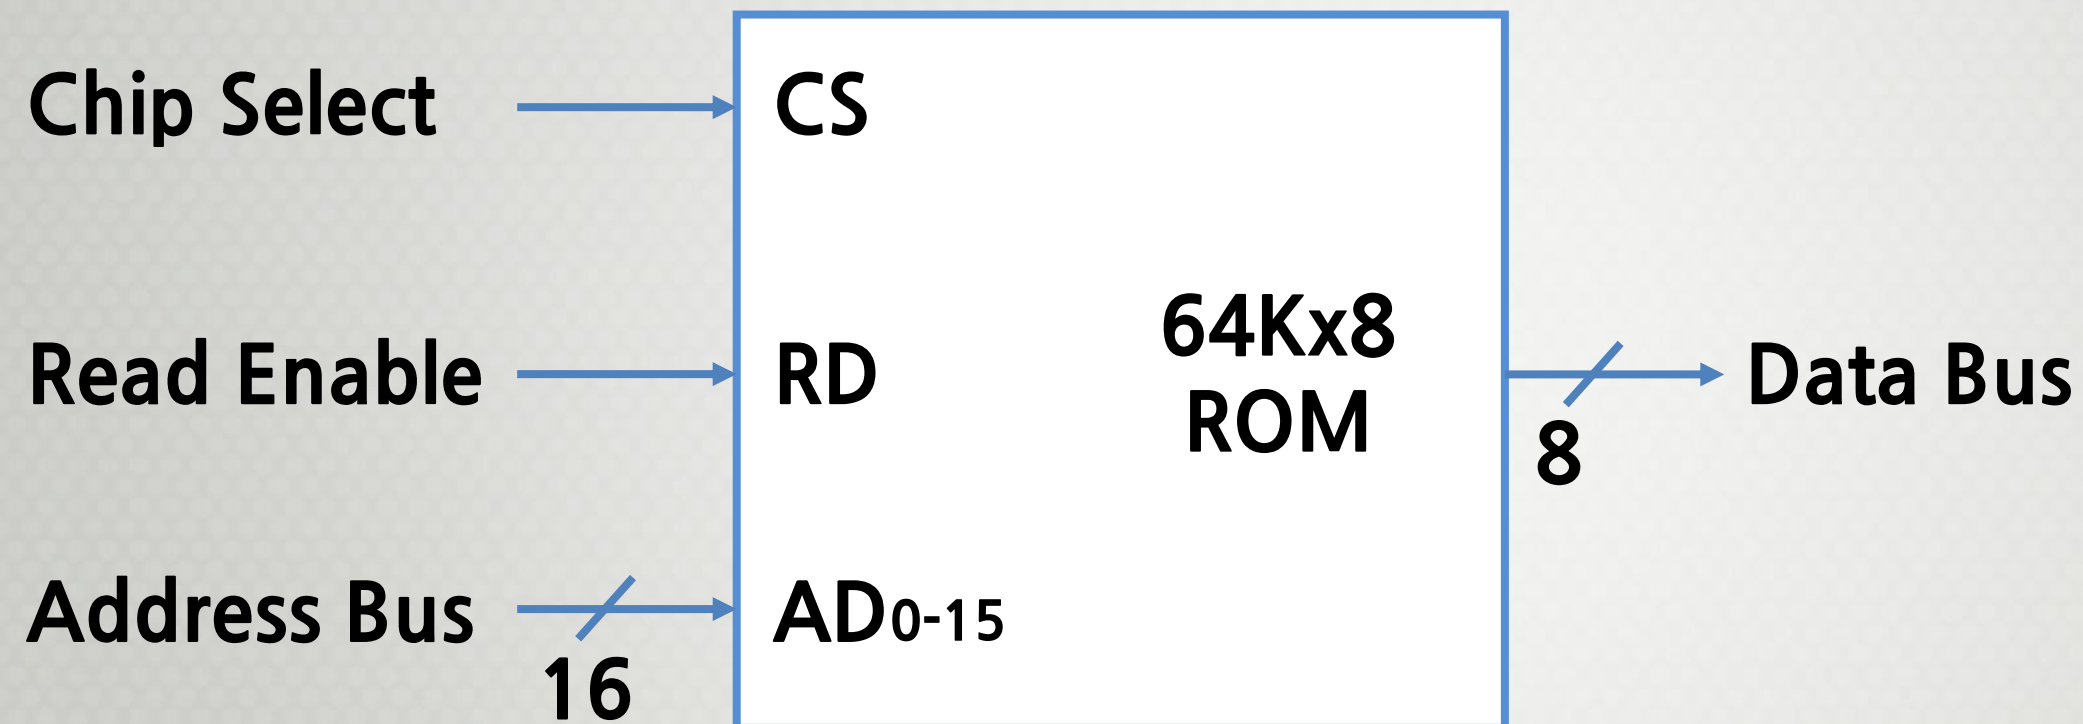 Chip Select
CS
64Kx8
ROM
Read Enable
RD
Data Bus
8
Address Bus
AD0-15
16